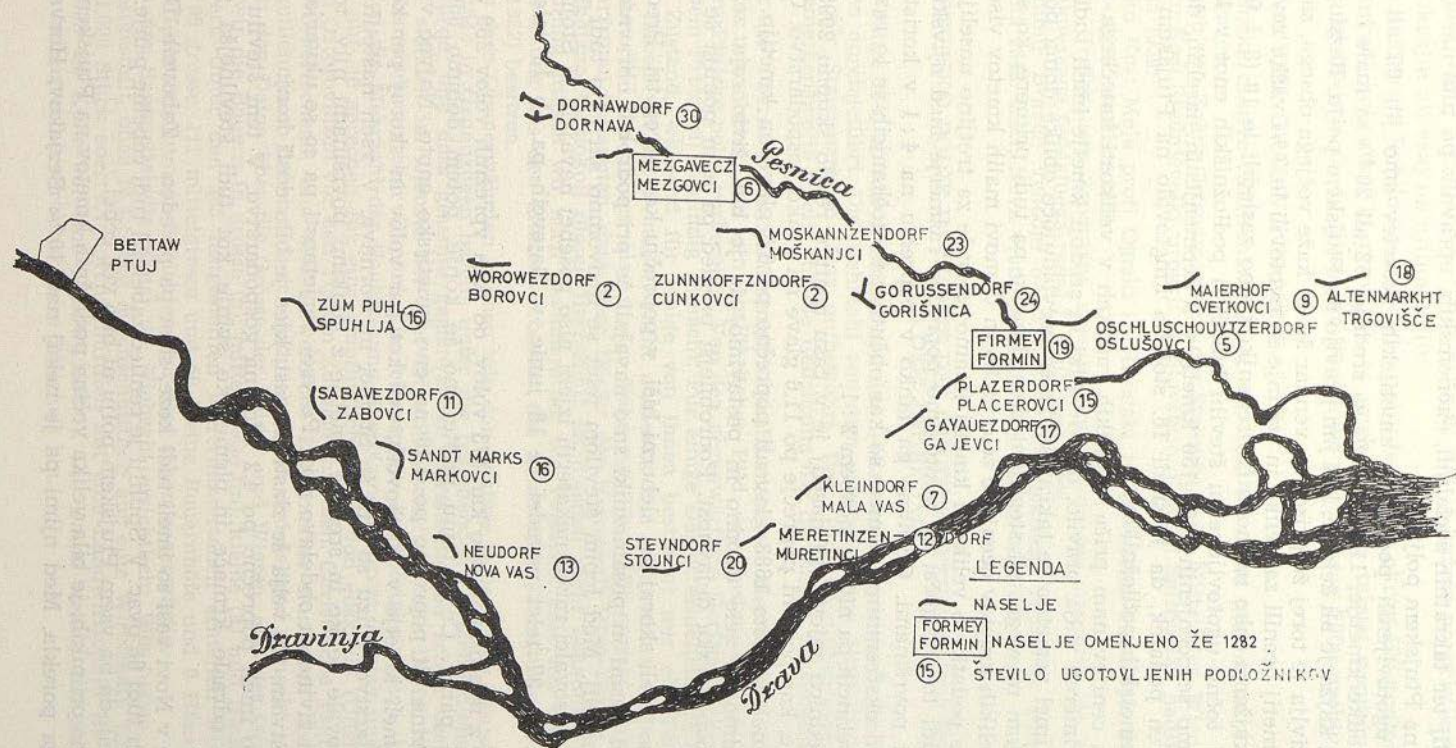 DORNAWDORF
DORNAVA
30
MEZGAVECZ
MEZGOVCI
6
Pesnica
BETTAW
PTUJ
MOSKANNZENDORF
MOŠKANJCI
23
WOROWEZDORF
BOROVCI
2
ZUNNKOFFZNDORF
CUNKOVCI
2
GORUSSENDORF
GORIŠNICA
24
MAIERHOF
CVETKOVCI
9
18
ALTENMARKHT
TRGOVIŠČE
ZUM PUHL
SPUHLJA
16
OSCHLUSCHOUVTZERDORF
OSLUŠOVCI
5
FIRMEY
FORMIN
19
SABAVEZDORF
ZABOVCI
11
PLAZERDORF
PLACEROVCI
15
GAYAUEZDORF
GAJEVCI
17
SANDT MARKS
MARKOVCI
16
KLEINDORF
MALA VAS
7
NEUDORF
NOVA VAS
13
STEYNDORF
STOJNCI
20
MERETINZEN-DORF
MURETINCI
12
Dravinja
Drava
LEGENDA
NASELJE
FORMEY
FORMIN
NASELJE OMENJENO ŽE 1282
15 ŠTEVILO UGOTOVLJENIH PODLOŽNIKOV